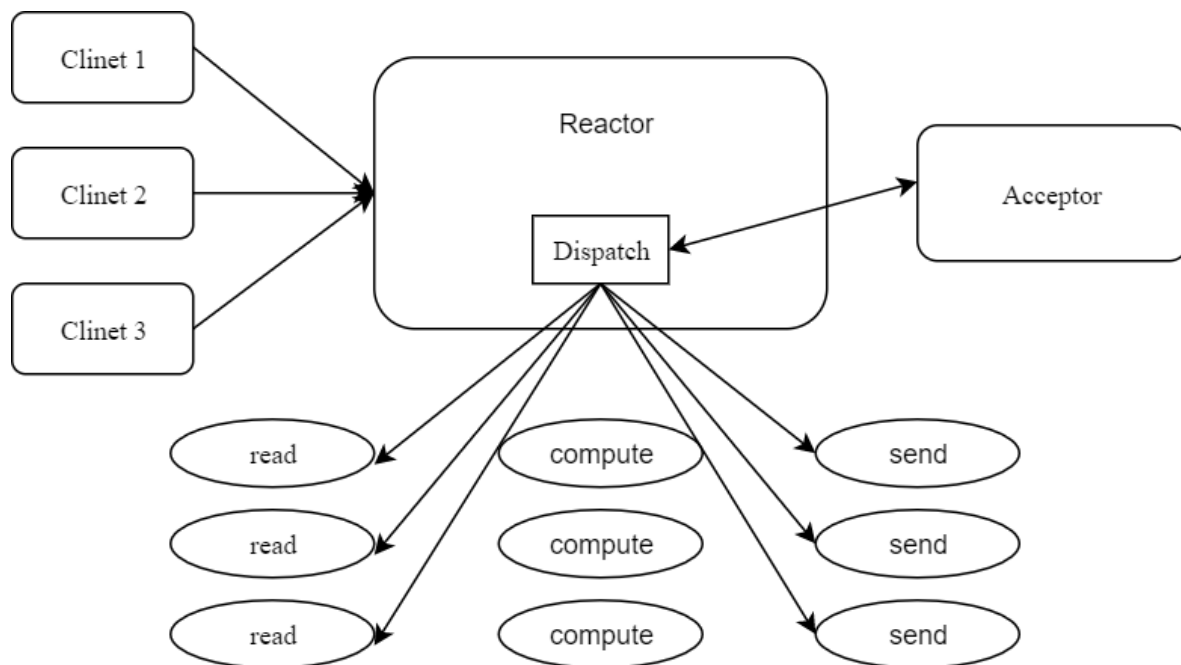 Clinet 1
Clinet 2
Clinet 3
Reactor
Dispatch
Acceptor
read
compute
send
read
compute
send
read
compute
send